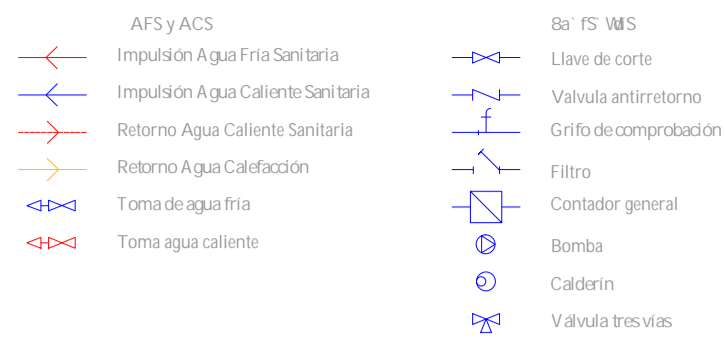 AFS y ACS
Impulsión Agua Fría Sanitaria
Impulsión Agua Caliente Sanitaria
Retorno Agua Caliente Sanitaria
Retorno Agua Calefacción
Toma de agua fría
Toma agua caliente
Llave de corte
Valvula antirretorno
Grifo de comprobación
Filtro
Contador general
Bomba
Calderín
Válvula tres vías